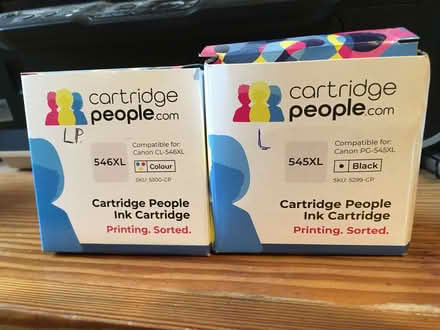 cartridge
people.com
LP.
546XL
Compatible for:
Canon CL-546XL
Colour
SKU: 5100-CP
Cartridge People
Ink Cartridge
Printing. Sorted.
cartridge
people.com
L
545XL
Compatible for:
Canon PG-545XL
Black
SKU: 5299-CP
Cartridge People
Ink Cartridge
Printing. Sorted.